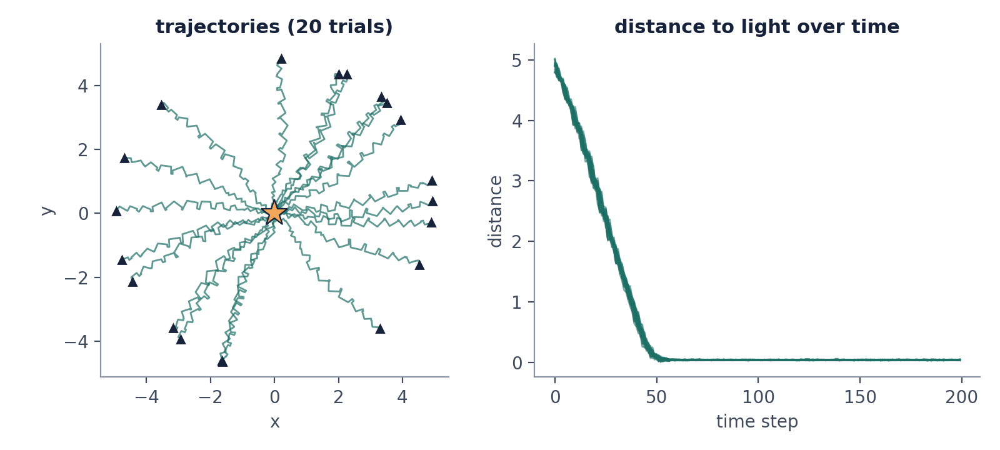 trajectories (20 trials)
4
2
0
−2
−4
y
−4 −2 0 2 4
x
distance to light over time
5
4
3
2
1
0
distance
0 50 100 150 200
time step